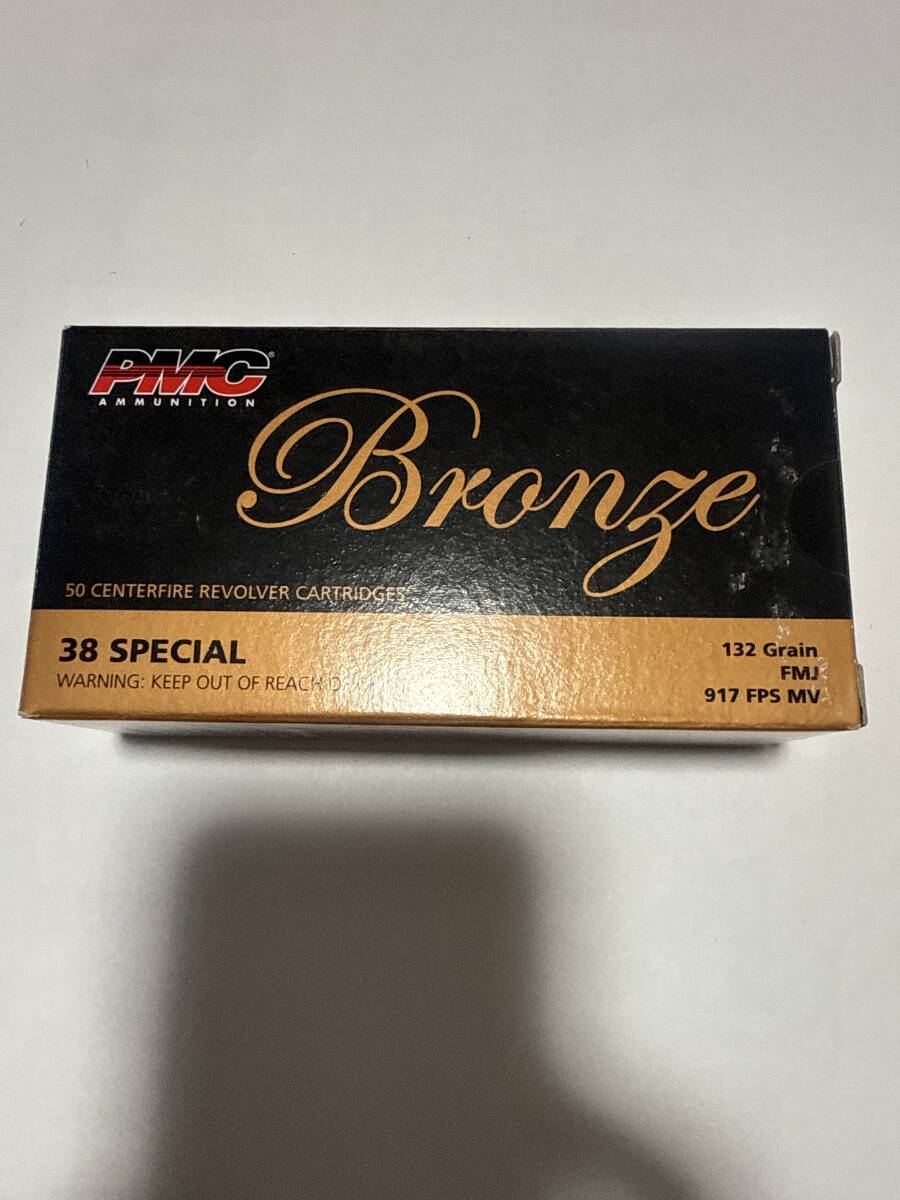 PMC®
AMMUNITION
Bronze
50 CENTERFIRE REVOLVER CARTRIDGES
38 SPECIAL
WARNING: KEEP OUT OF REACH
132 Grain
FMJ
917 FPS MV